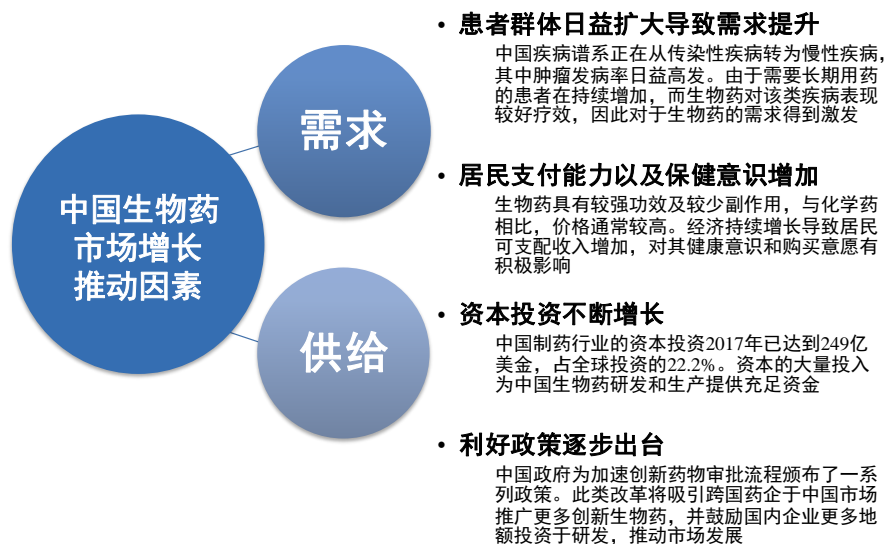 中国生物药
市场增长
推动因素
需求
供给
• 患者群体日益扩大导致需求提升
中国疾病谱系正在从传染性疾病转为慢性疾病，
其中肿瘤发病率日益高发。由于需要长期用药
的患者在持续增加，而生物药对该类疾病表现
较好疗效，因此对于生物药的需求得到激发
• 居民支付能力以及保健意识增加
生物药具有较强功效及较少副作用，与化学药
相比，价格通常较高。经济持续增长导致居民
可支配收入增加，对其健康意识和购买意愿有
积极影响
• 资本投资不断增长
中国制药行业的资本投资2017年已达到249亿
美金，占全球投资的22.2%。资本的大量投入
为中国生物药研发和生产提供充足资金
• 利好政策逐步出台
中国政府为加速创新药物审批流程颁布了一系
列政策。此类改革将吸引跨国药企于中国市场
推广更多创新生物药，并鼓励国内企业更多地
额投资于研发，推动市场发展